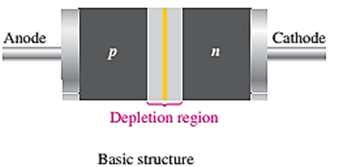 Anode
Cathode
p
n
Depletion region
Basic structure